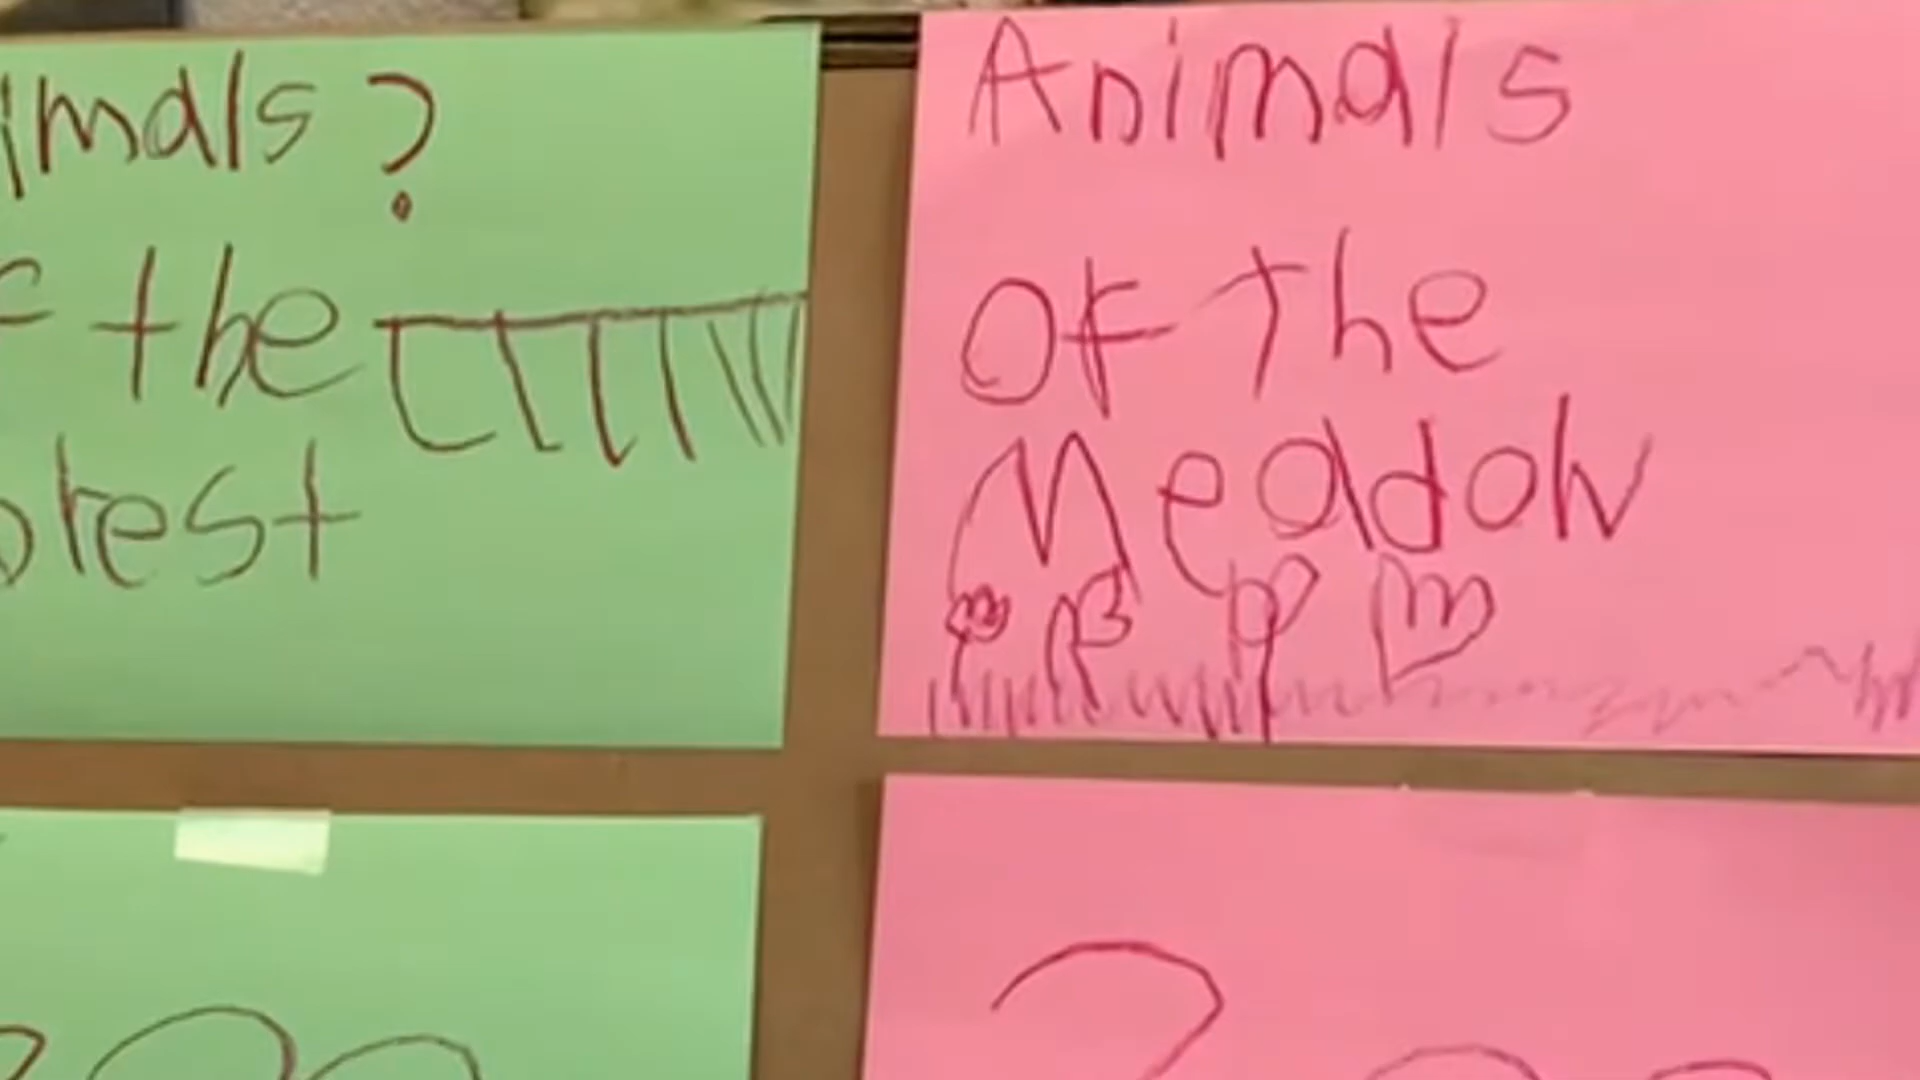 imals?
f the
orest
Animals
Of The
Meadow
?